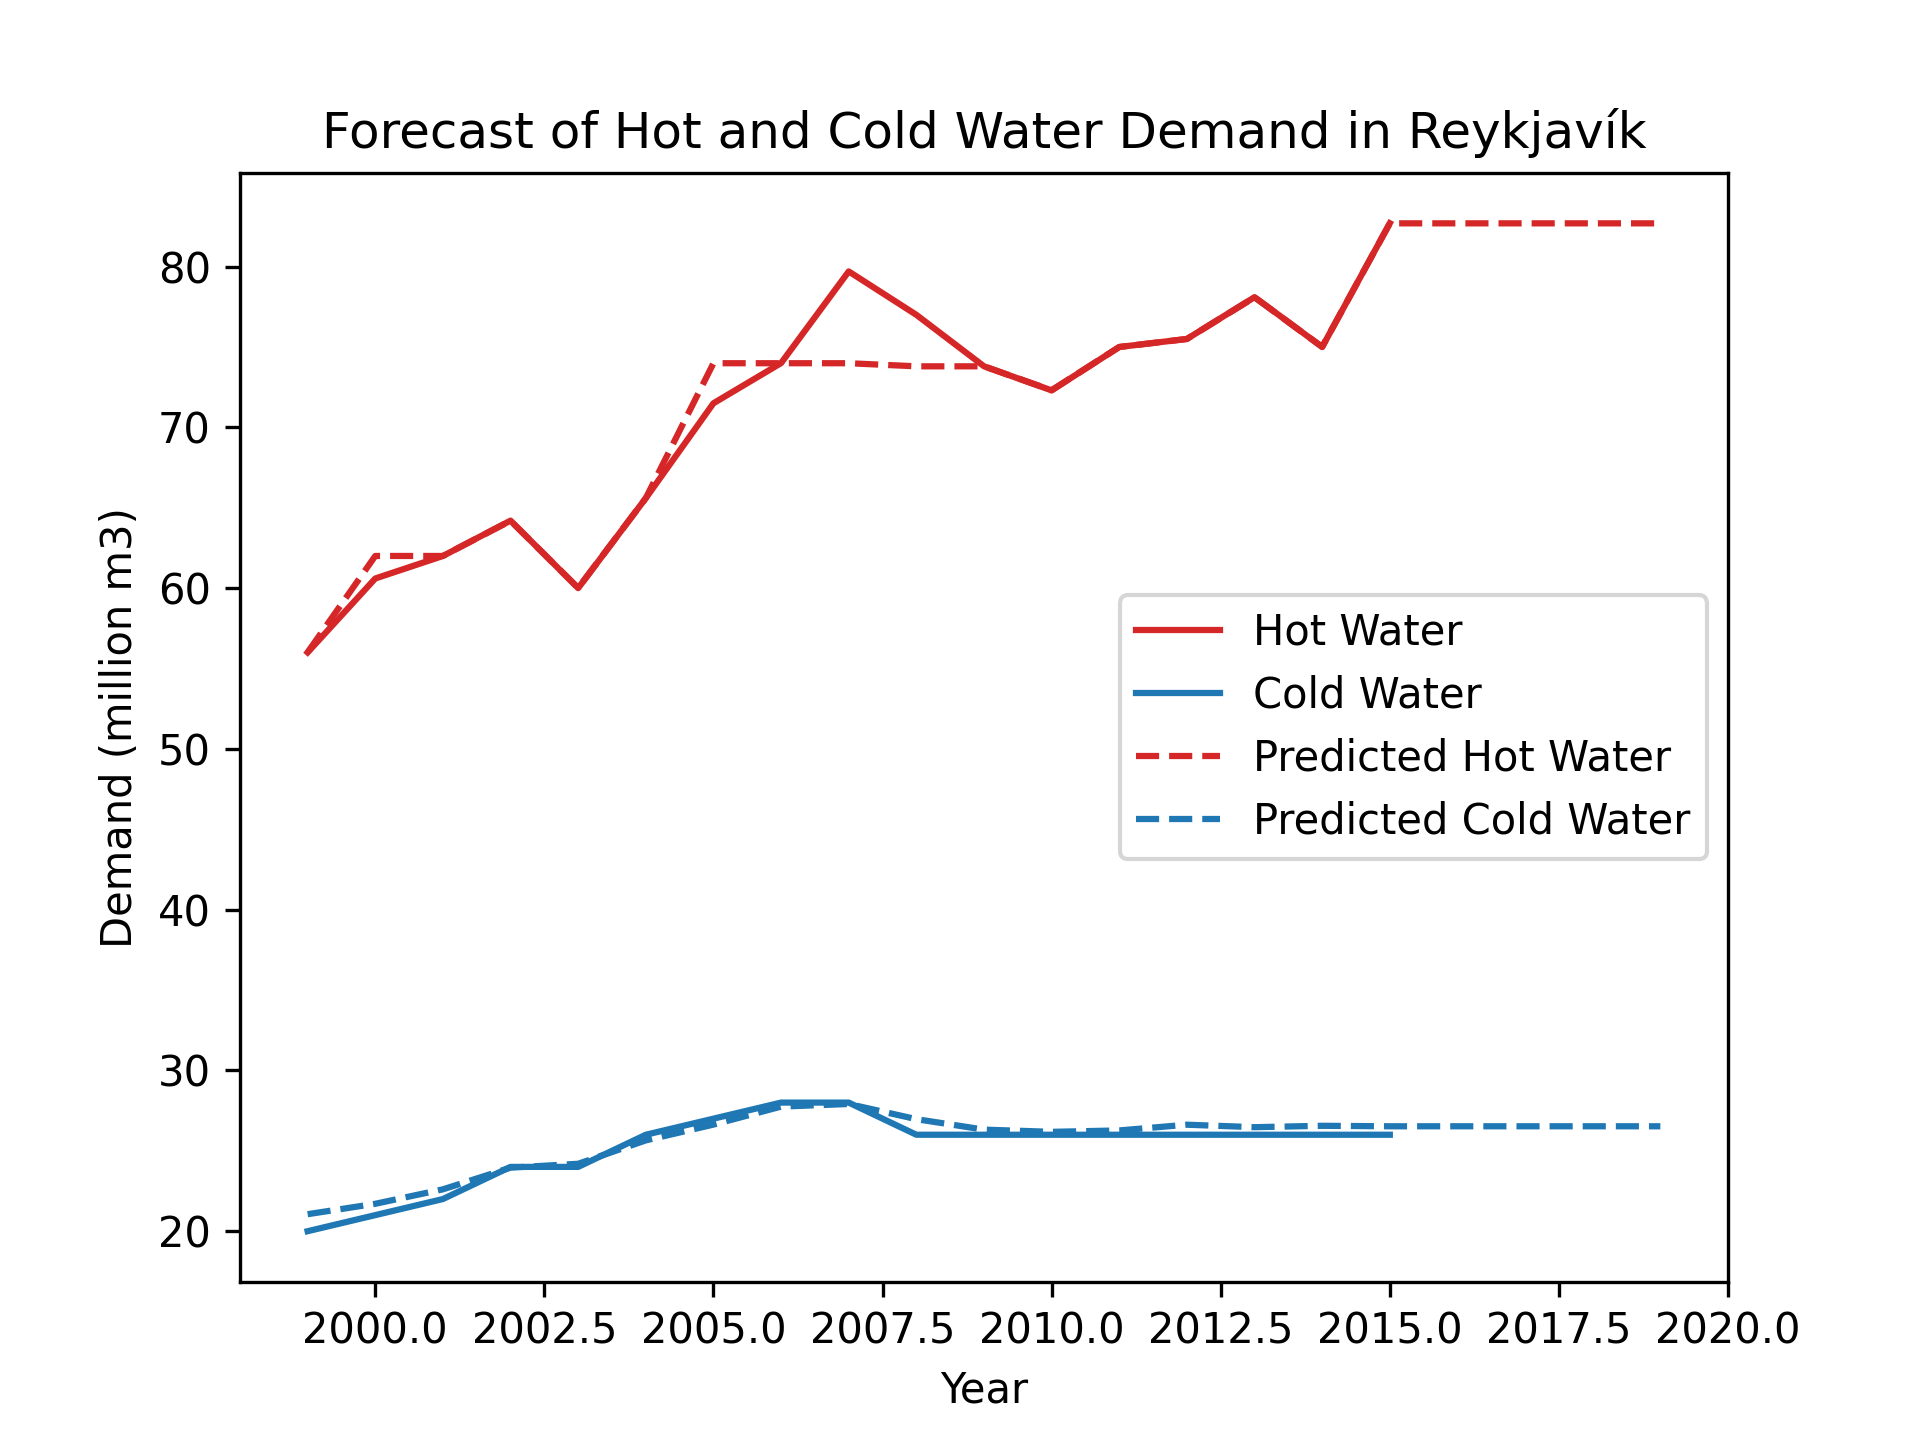 Forecast of Hot and Cold Water Demand in Reykjavík
80
70
60
50
40
30
20
Demand (million m3)
Hot Water
Cold Water
Predicted Hot Water
Predicted Cold Water
2000.0 2002.5 2005.0 2007.5 2010.0 2012.5 2015.0 2017.5 2020.0
Year